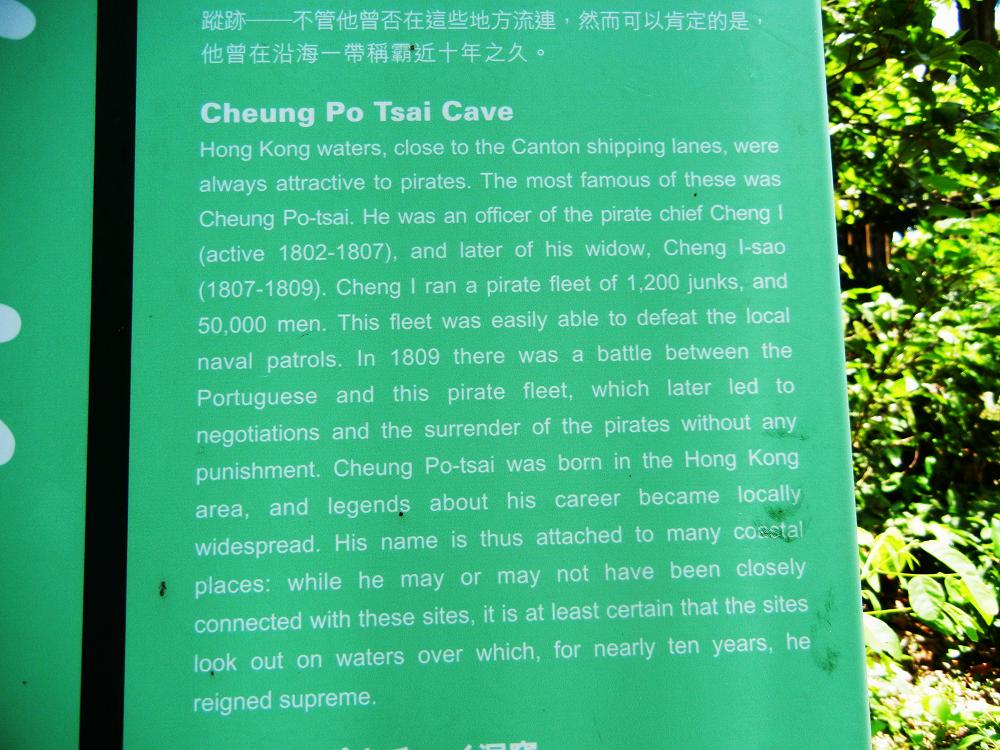 蹤跡——不管他曾否在這些地方流連，然而可以肯定的是，
他曾在沿海一帶稱霸近十年之久。
Cheung Po Tsai Cave
Hong Kong waters, close to the Canton shipping lanes, were
always attractive to pirates. The most famous of these was
Cheung Po-tsai. He was an officer of the pirate chief Cheng I
(active 1802-1807), and later of his widow, Cheng I-sao
(1807-1809). Cheng I ran a pirate fleet of 1,200 junks, and
50,000 men. This fleet was easily able to defeat the local
naval patrols. In 1809 there was a battle between the
Portuguese and this pirate fleet, which later led to
negotiations and the surrender of the pirates without any
punishment. Cheung Po-tsai was born in the Hong Kong
area, and legends about his career became locally
widespread. His name is thus attached to many coastal
places: while he may or may not have been closely
connected with these sites, it is at least certain that the sites
look out on waters over which, for nearly ten years, he
reigned supreme.